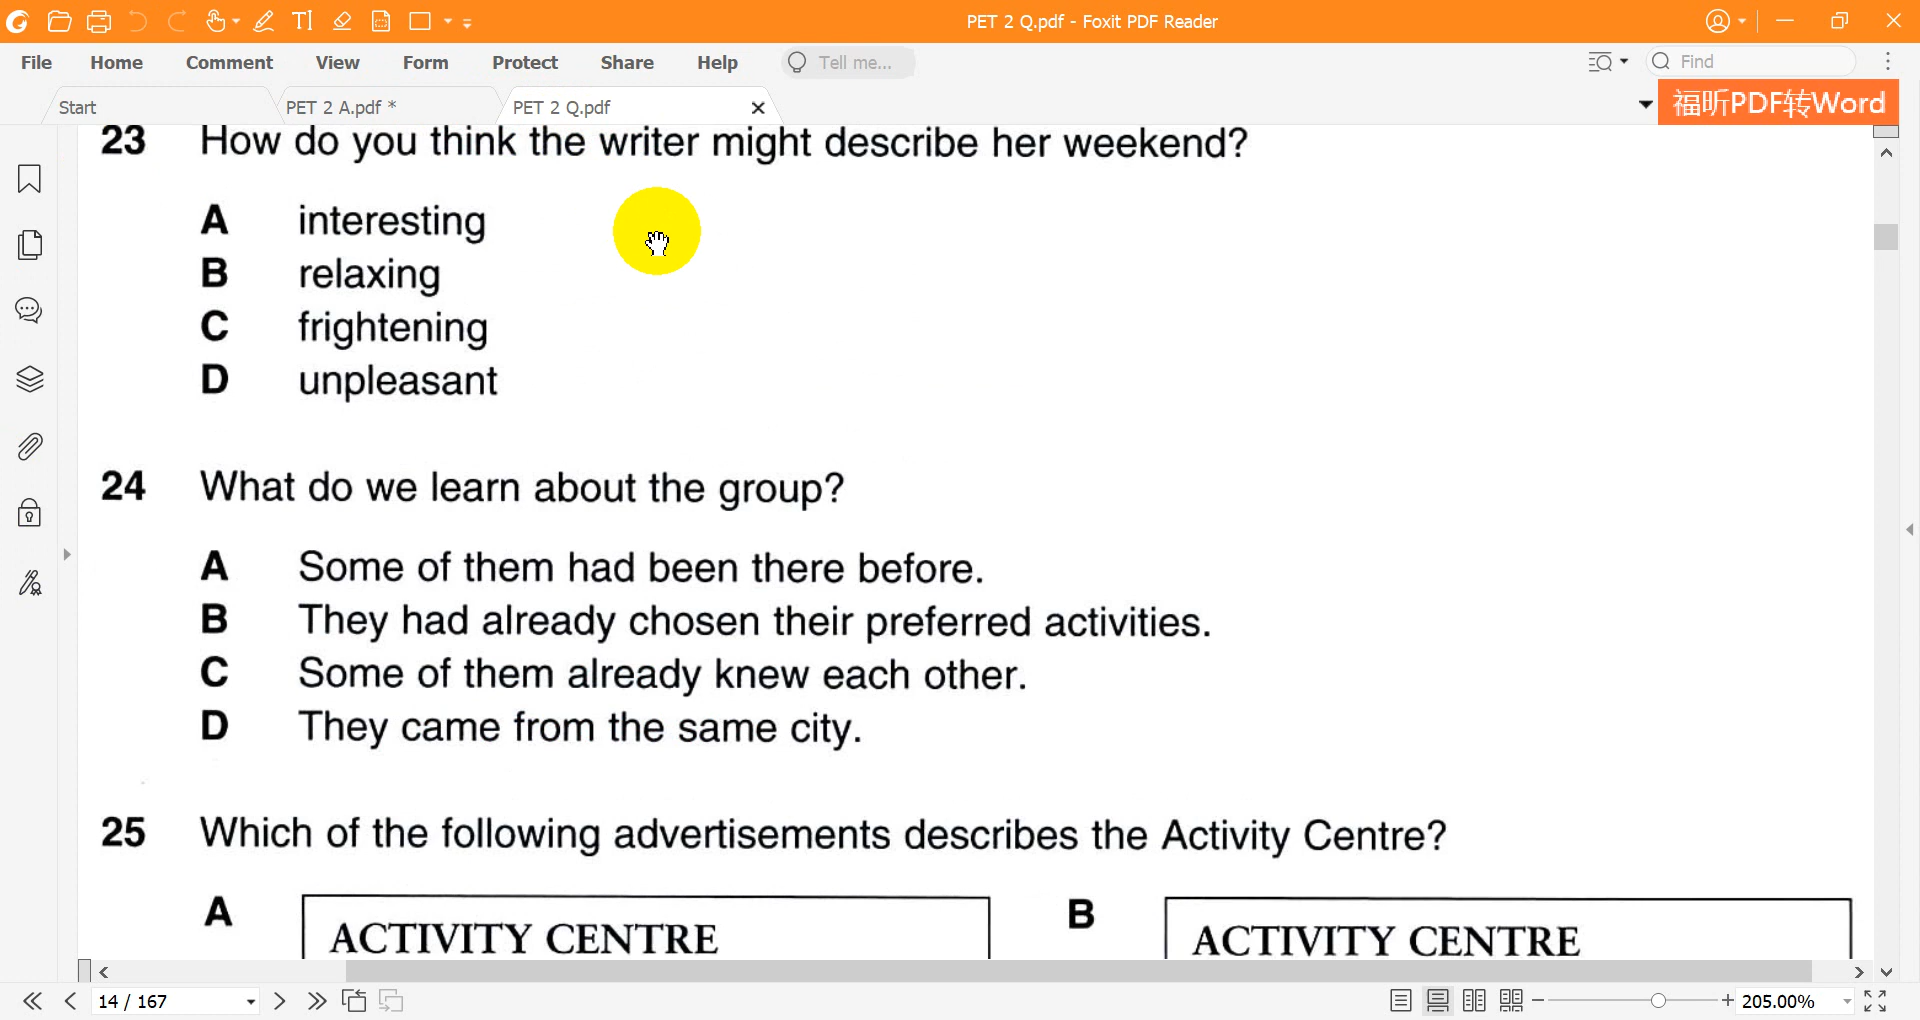 PET 2 Q.pdf - Foxit PDF Reader
File Home Comment View Form Protect Share Help Tell me... Find
Start PET 2 A.pdf * PET 2 Q.pdf 福昕PDF转Word
23 How do you think the writer might describe her weekend?
A interesting
B relaxing
C frightening
D unpleasant
24 What do we learn about the group?
A Some of them had been there before.
B They had already chosen their preferred activities.
C Some of them already knew each other.
D They came from the same city.
25 Which of the following advertisements describes the Activity Centre?
A ACTIVITY CENTRE B ACTIVITY CENTRE
14 / 167 205.00%